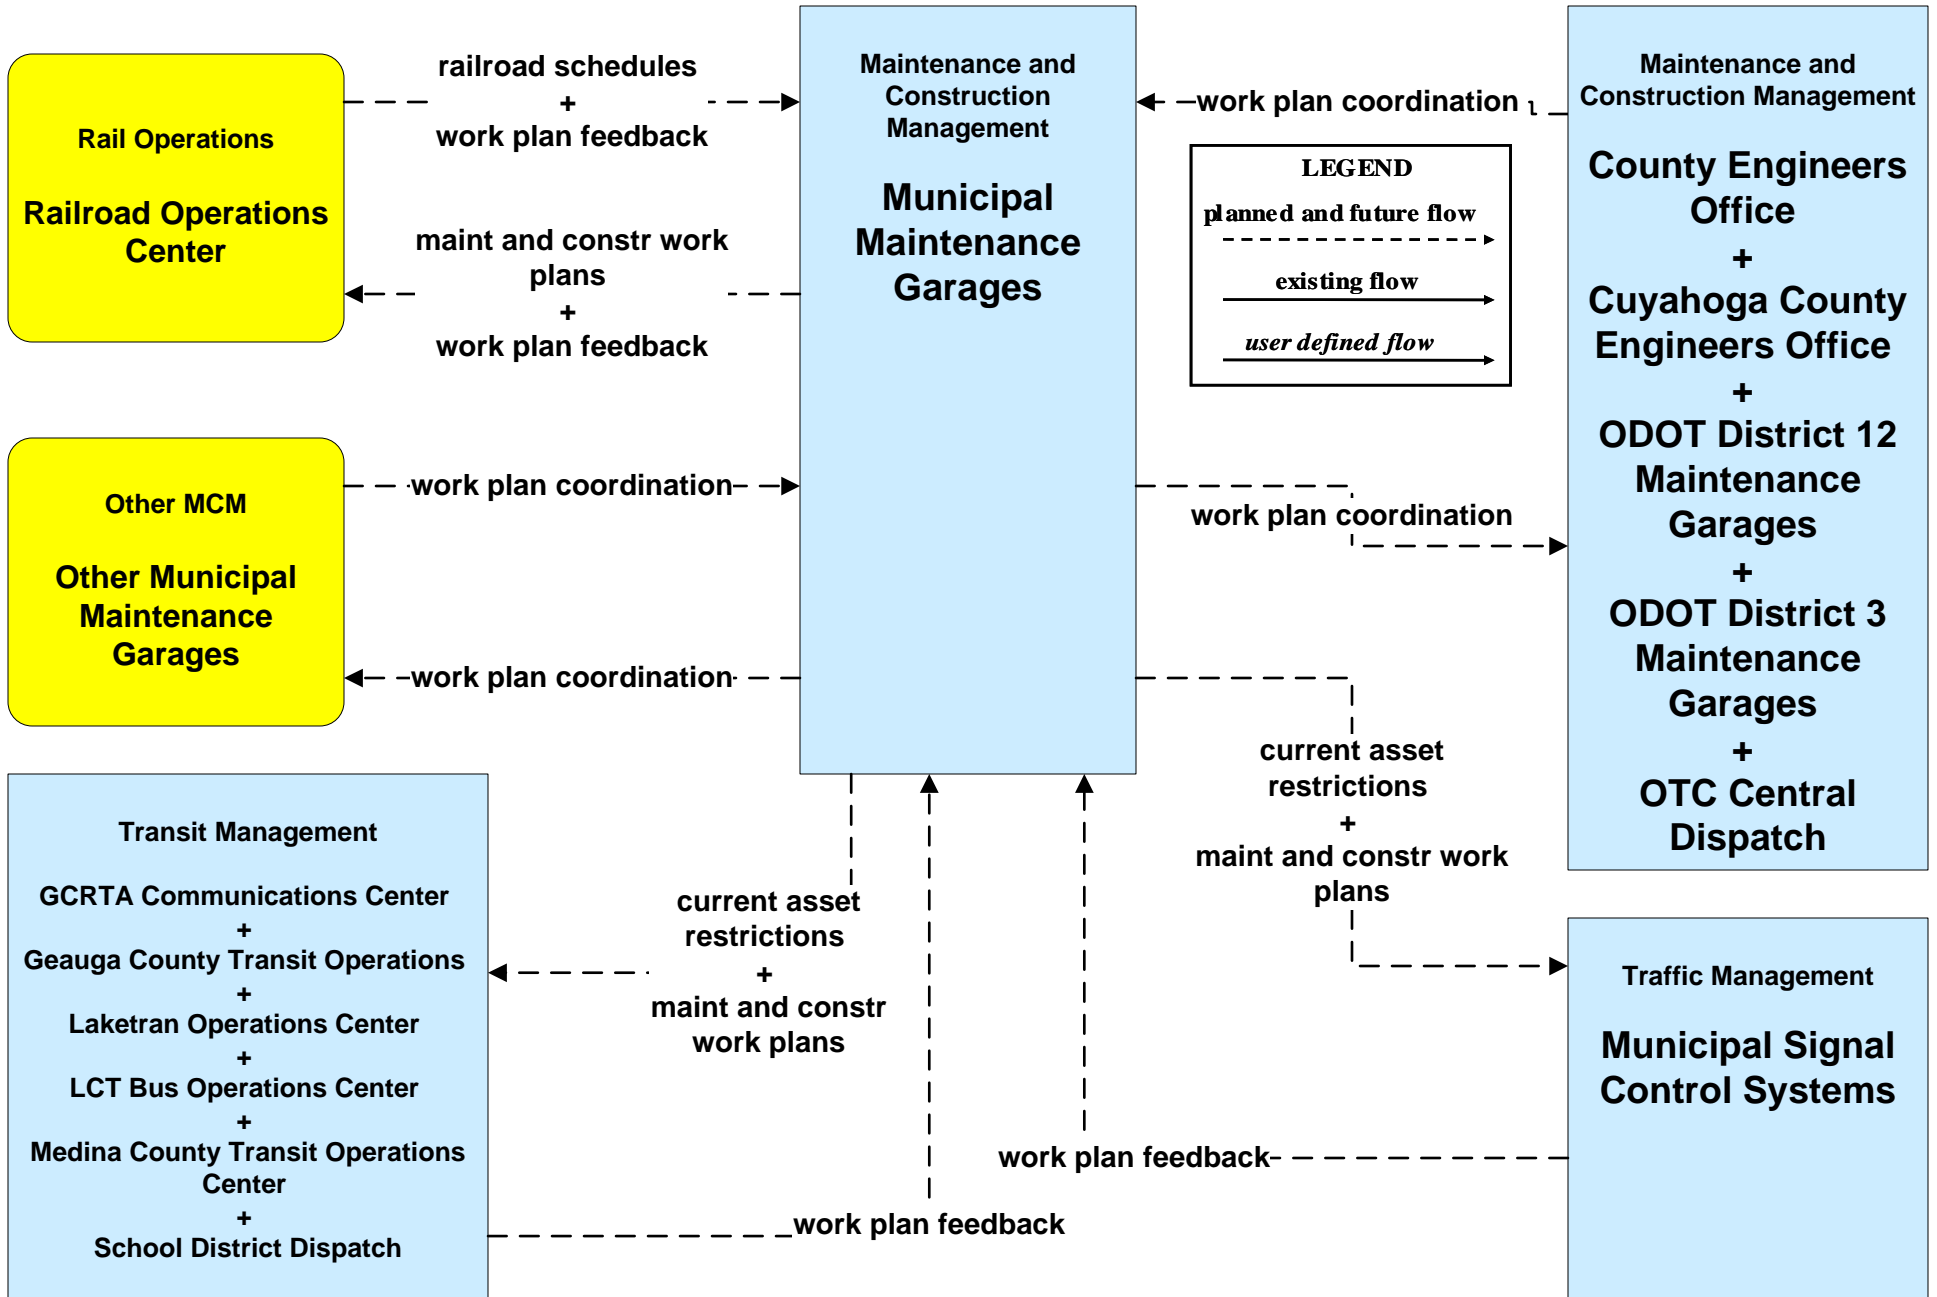 Rail Operations
Railroad Operations
Center
railroad schedules
+
work plan feedback
maint and constr work
plans
+
work plan feedback
Other MCM
Other Municipal
Maintenance
Garages
work plan coordination
work plan coordination
Maintenance and
Construction
Management
Municipal
Maintenance
Garages
work plan coordination
LEGEND
planned and future flow
existing flow
user defined flow
work plan coordination
Maintenance and
Construction Management
County Engineers
Office
+
Cuyahoga County
Engineers Office
+
ODOT District 12
Maintenance
Garages
+
ODOT District 3
Maintenance
Garages
+
OTC Central
Dispatch
Transit Management
GCRTA Communications Center
+
Geauga County Transit Operations
+
Laketran Operations Center
+
LCT Bus Operations Center
+
Medina County Transit Operations
Center
+
School District Dispatch
current asset
restrictions
+
maint and constr
work plans
work plan feedback
current asset
restrictions
+
maint and constr work
plans
work plan feedback
Traffic Management
Municipal Signal
Control Systems